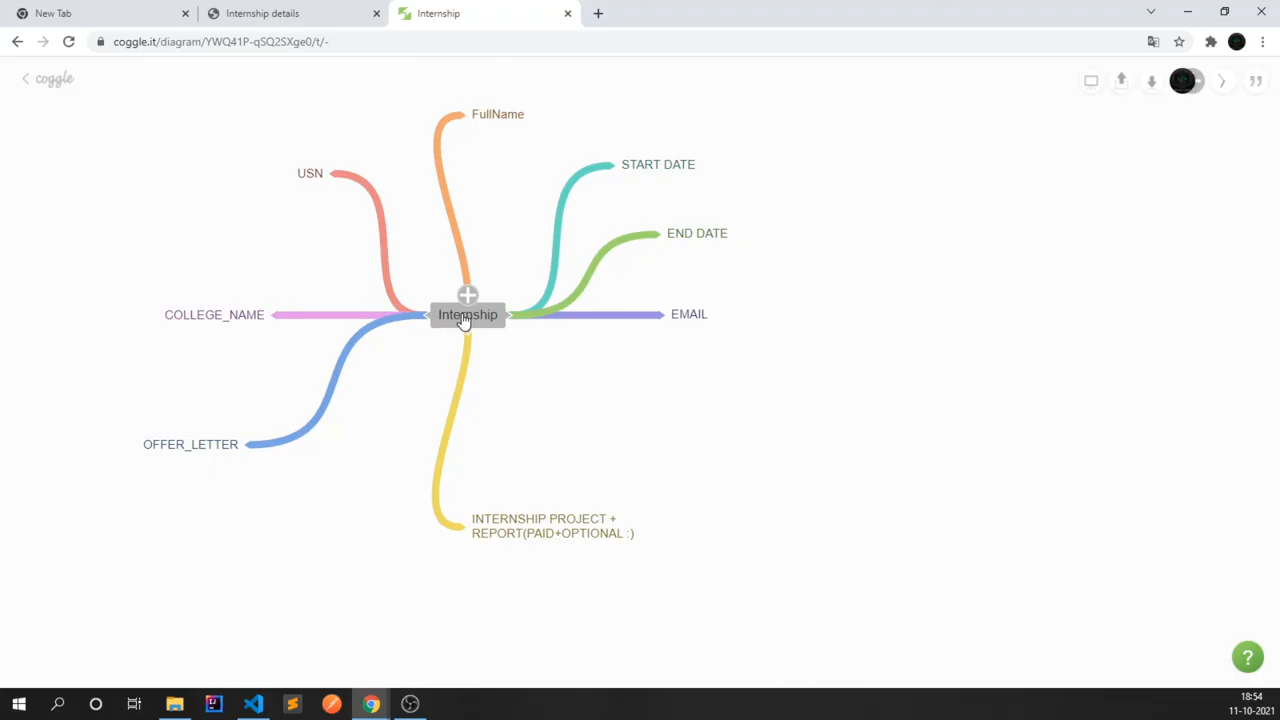 New Tab
Internship details
Internship
coggle.it/diagram/YWQ41P-qSQ2SXge0/t/-
coggle
FullName
START DATE
USN
END DATE
COLLEGE_NAME
Internship
EMAIL
OFFER_LETTER
INTERNSHIP PROJECT +
REPORT(PAID+OPTIONAL :)
?
18:54
11-10-2021